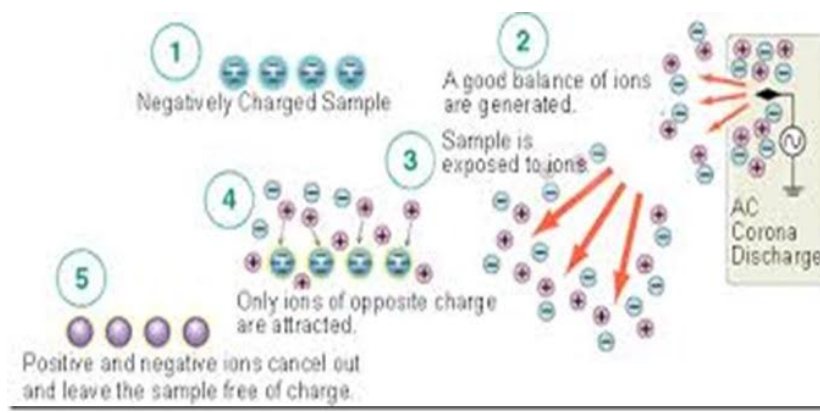 1
Negatively Charged Sample
2
A good balance of ions
are generated.
3
Sample is
exposed to ions.
AC
Corona
Discharge
4
Only ions of opposite charge
are attracted.
5
Positive and negative ions cancel out
and leave the sample free of charge.